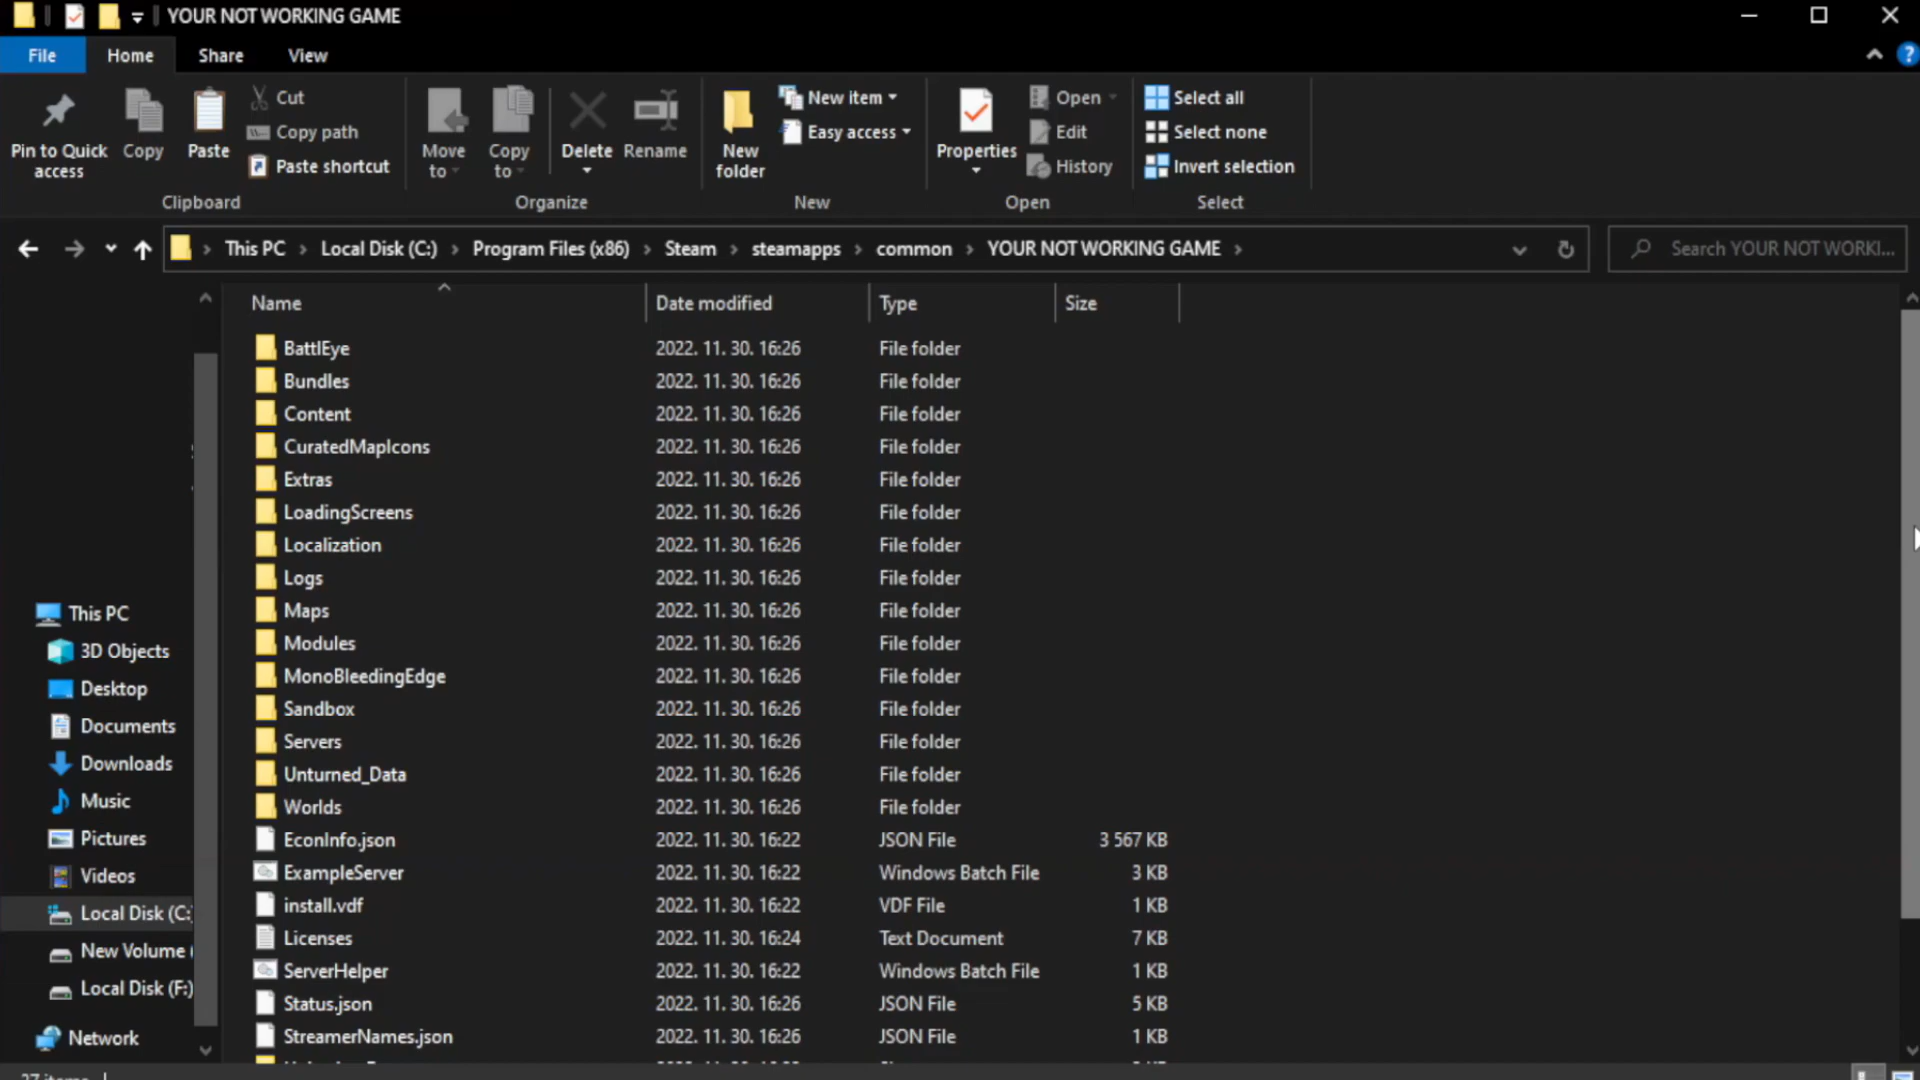 YOUR NOT WORKING GAME
File Home Share View
Pin to Quick access
Copy
Paste
Cut
Copy path
Paste shortcut
Move to
Copy to
Delete
Rename
New folder
New item
Easy access
Properties
Open
Edit
History
Select all
Select none
Invert selection
Clipboard Organize New Open Select
This PC Local Disk (C:) Program Files (x86) Steam steamapps common YOUR NOT WORKING GAME
Search YOUR NOT WORKI...
This PC
3D Objects
Desktop
Documents
Downloads
Music
Pictures
Videos
Local Disk (C:
New Volume (
Local Disk (F:)
Network
Name Date modified Type Size
BattlEye 2022. 11. 30. 16:26 File folder
Bundles 2022. 11. 30. 16:26 File folder
Content 2022. 11. 30. 16:26 File folder
CuratedMapIcons 2022. 11. 30. 16:26 File folder
Extras 2022. 11. 30. 16:26 File folder
LoadingScreens 2022. 11. 30. 16:26 File folder
Localization 2022. 11. 30. 16:26 File folder
Logs 2022. 11. 30. 16:26 File folder
Maps 2022. 11. 30. 16:26 File folder
Modules 2022. 11. 30. 16:26 File folder
MonoBleedingEdge 2022. 11. 30. 16:26 File folder
Sandbox 2022. 11. 30. 16:26 File folder
Servers 2022. 11. 30. 16:26 File folder
Unturned_Data 2022. 11. 30. 16:26 File folder
Worlds 2022. 11. 30. 16:26 File folder
EconInfo.json 2022. 11. 30. 16:22 JSON File 3 567 KB
ExampleServer 2022. 11. 30. 16:22 Windows Batch File 3 KB
install.vdf 2022. 11. 30. 16:22 VDF File 1 KB
Licenses 2022. 11. 30. 16:24 Text Document 7 KB
ServerHelper 2022. 11. 30. 16:22 Windows Batch File 1 KB
Status.json 2022. 11. 30. 16:26 JSON File 5 KB
StreamerNames.json 2022. 11. 30. 16:26 JSON File 1 KB